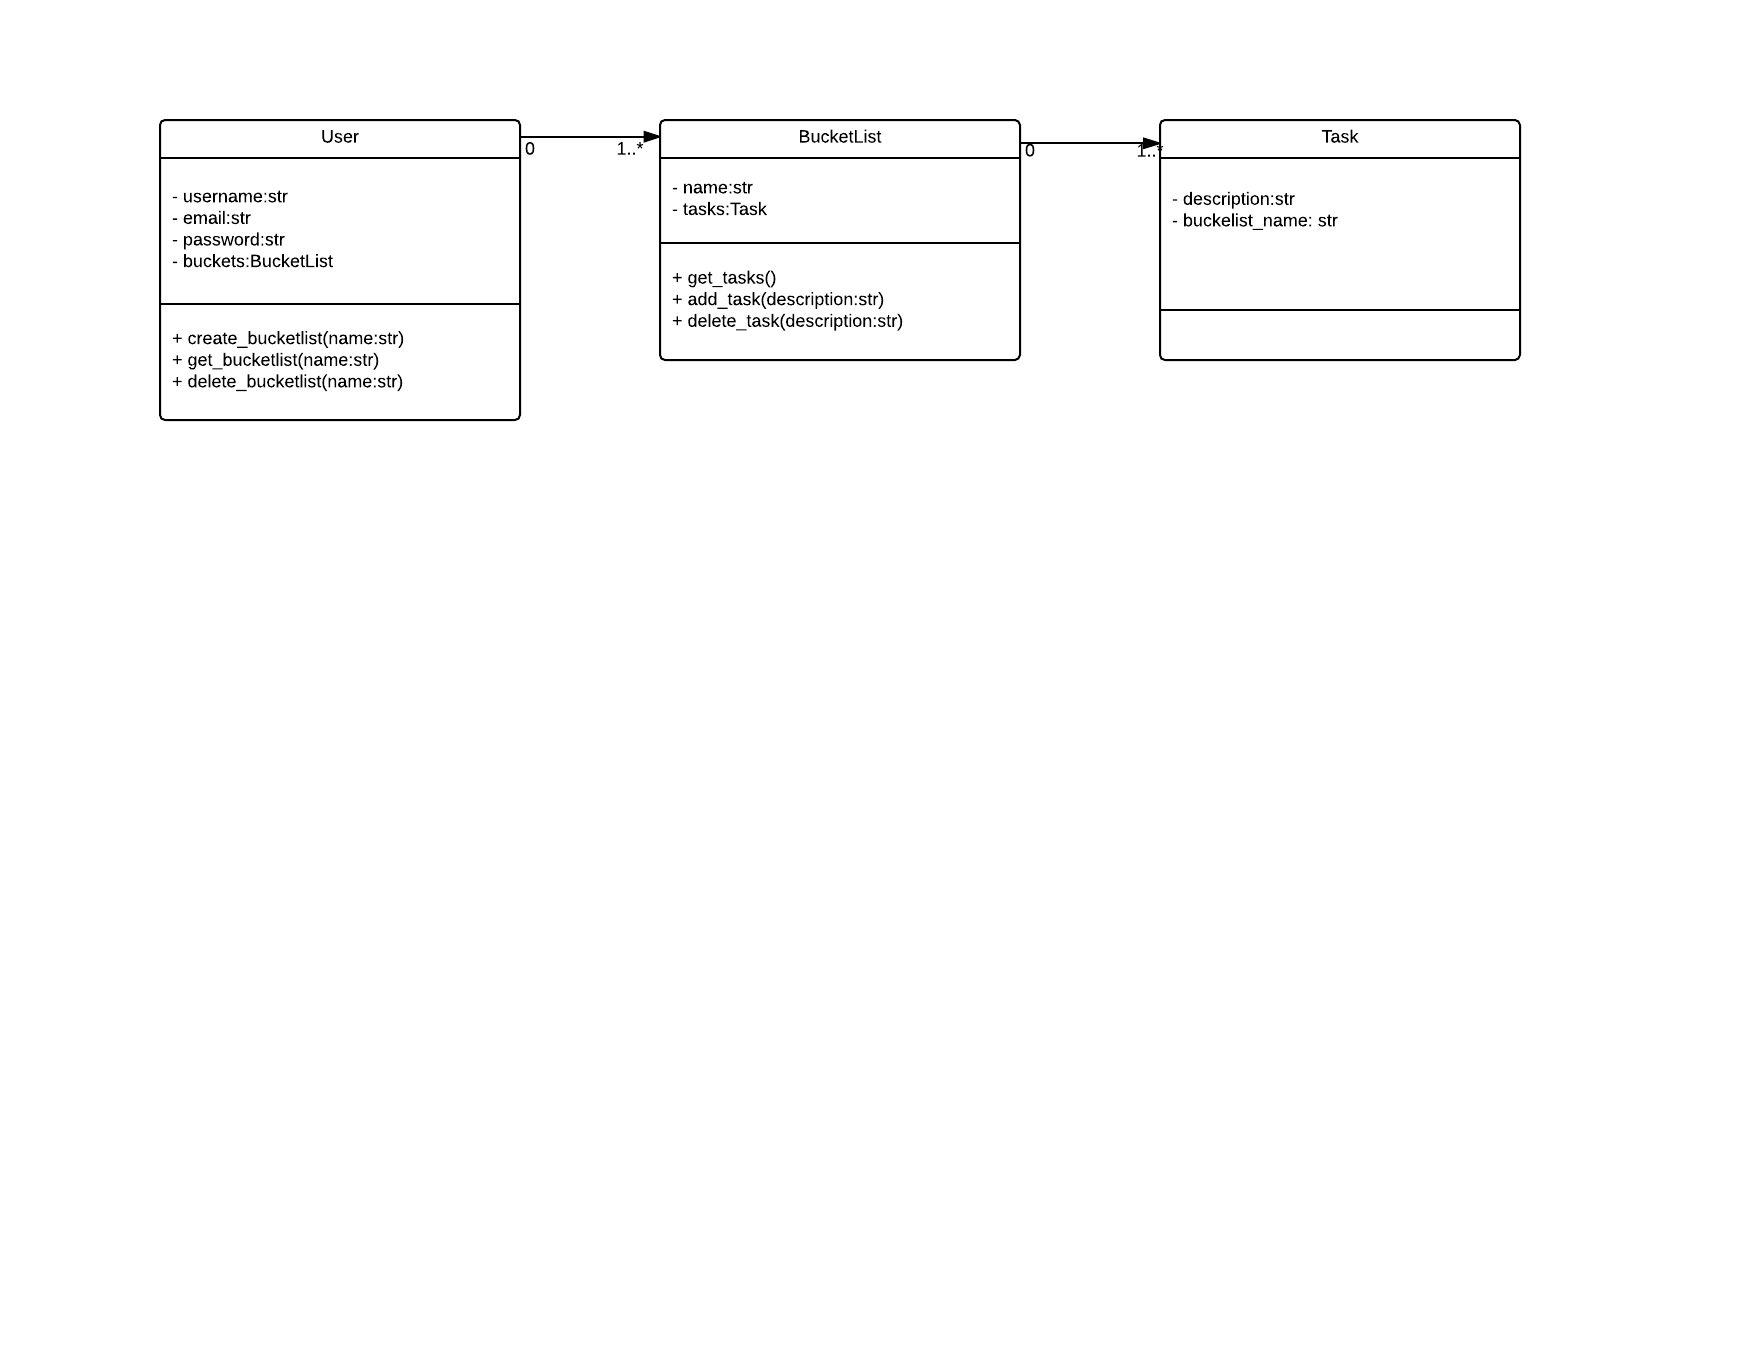 User
0
1..*
- username:str
- email:str
- password:str
- buckets:BucketList
+ create_bucketlist(name:str)
+ get_bucketlist(name:str)
+ delete_bucketlist(name:str)
BucketList
0
1..*
- name:str
- tasks:Task
+ get_tasks()
+ add_task(description:str)
+ delete_task(description:str)
Task
- description:str
- buckelist_name: str